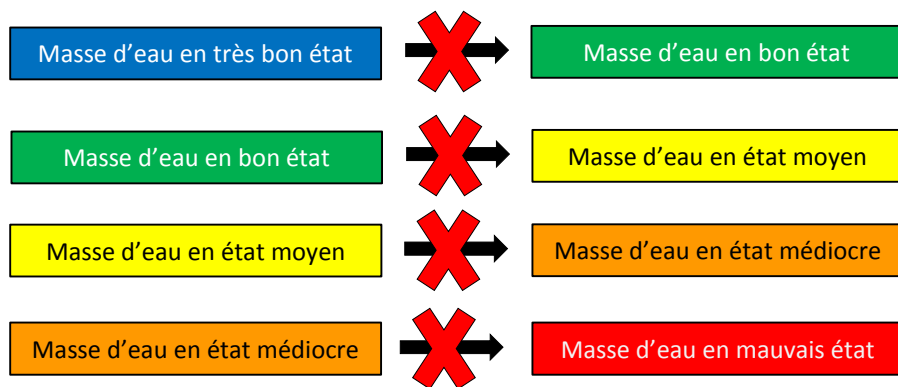 Masse d'eau en très bon état
Masse d'eau en bon état
Masse d'eau en bon état
Masse d'eau en état moyen
Masse d'eau en état moyen
Masse d'eau en état médiocre
Masse d'eau en état médiocre
Masse d'eau en mauvais état